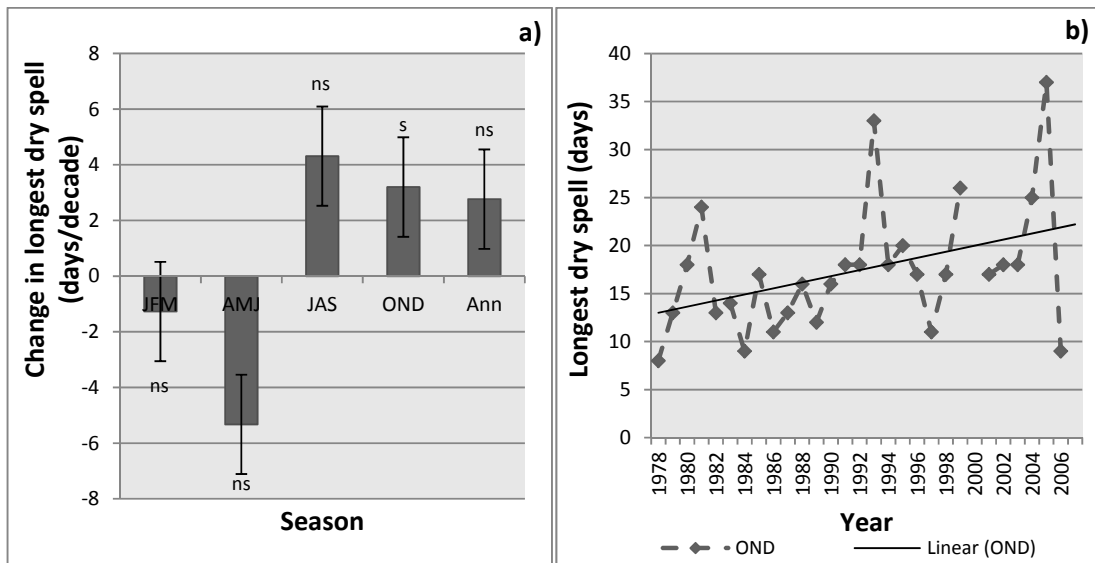 a)
Change in longest dry spell
(days/decade)
8
6
4
2
0
-2
-4
-6
-8
ns
ns
ns
s
ns
JFM
AMJ
JAS
OND
Ann
Season
b)
Longest dry spell (days)
40
35
30
25
20
15
10
5
0
1978
1980
1982
1984
1986
1988
1990
1992
1994
1996
1998
2000
2002
2004
2006
Year
OND
Linear (OND)